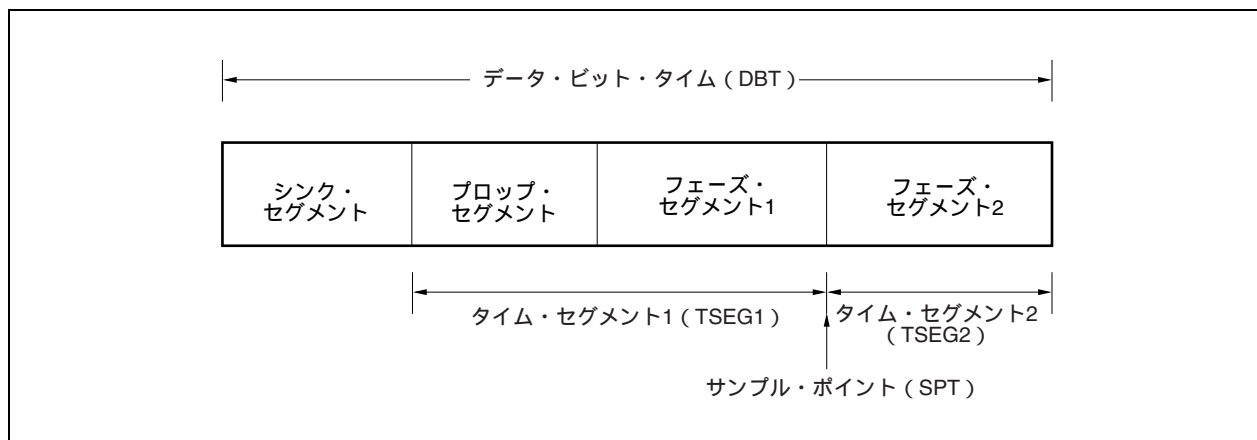 データ・ビット・タイム（DBT）
シンク・
セグメント
プロップ・
セグメント
フェーズ・
セグメント1
フェーズ・
セグメント2
タイム・セグメント1（TSEG1）
タイム・セグメント2
（TSEG2）
サンプル・ポイント（SPT）